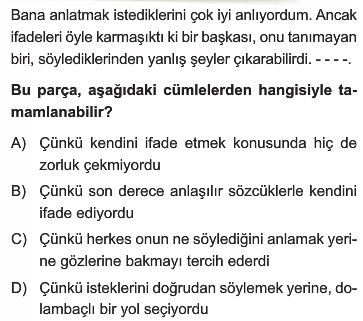 Bana anlatmak istediklerini çok iyi anlıyordum. Ancak
ifadeleri öyle karmaşıktı ki bir başkası, onu tanımayan
biri, söylediklerinden yanlış şeyler çıkarabilirdi. - - - -.
Bu parça, aşağıdaki cümlelerden hangisiyle ta-
mamlanabilir?
A) Çünkü kendini ifade etmek konusunda hiç de
zorluk çekmiyordu
B) Çünkü son derece anlaşılır sözcüklerle kendini
ifade ediyordu
C) Çünkü herkes onun ne söylediğini anlamak yeri-
ne gözlerine bakmayı tercih ederdi
D) Çünkü isteklerini doğrudan söylemek yerine, do-
lambaçlı bir yol seçiyordu